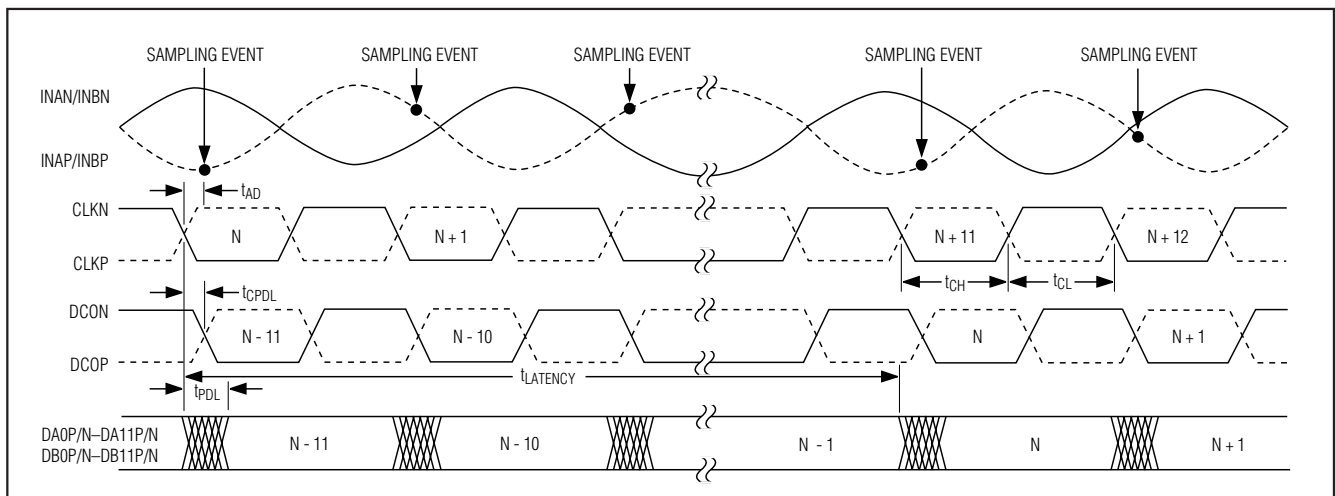 SAMPLING EVENT SAMPLING EVENT SAMPLING EVENT SAMPLING EVENT SAMPLING EVENT
INAN/INBN
INAP/INBP
tAD
CLKN
N N + 1 N + 11 N + 12
CLKP
tCH tCL
tCPDL
DCON
N - 11 N - 10 N N + 1
DCOP
tLATENCY
tPDL
DA0P/N–DA11P/N
DB0P/N–DB11P/N
N - 11 N - 10 N - 1 N N + 1